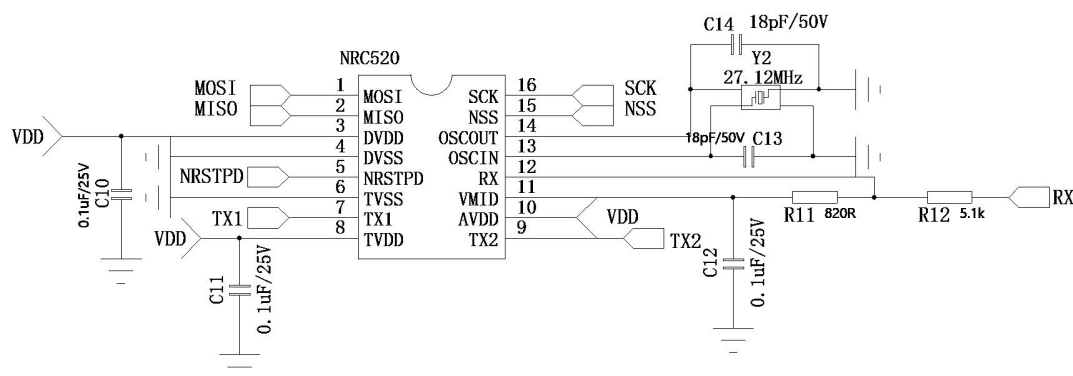 C14 18pF/50V
Y2
27.12MHz
NRC520
MOSI 1 MOSI SCK 16 SCK
MISO 2 MISO NSS 15 NSS
VDD 3 DVDD OSCOUT 14
4 DVSS OSCIN 13 18pF/50V C13
NRSTPD 5 NRSTPD RX 12
6 TVSS VMID 11
TX1 7 TX1 AVDD 10 VDD
VDD 8 TVDD TX2 9 TX2
R11 820R
R12 5.1k
RX
C10 0.1uF/25V
C11 0.1uF/25V
C12 0.1uF/25V